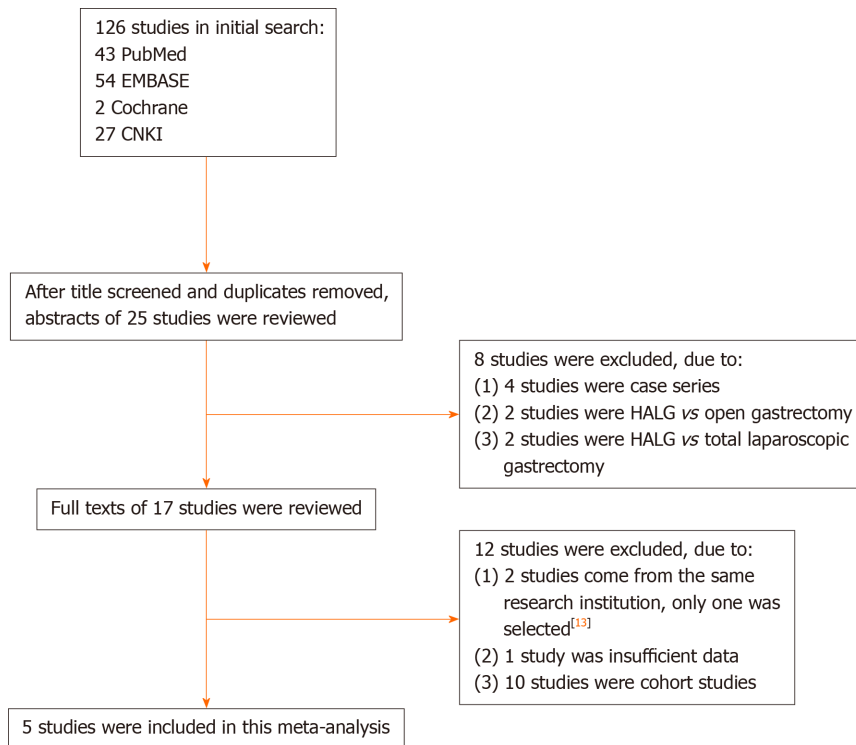 126 studies in initial search:
43 PubMed
54 EMBASE
2 Cochrane
27 CNKI
After title screened and duplicates removed,
abstracts of 25 studies were reviewed
8 studies were excluded, due to:
(1) 4 studies were case series
(2) 2 studies were HALG vs open gastrectomy
(3) 2 studies were HALG vs total laparoscopic
gastrectomy
Full texts of 17 studies were reviewed
12 studies were excluded, due to:
(1) 2 studies come from the same
research institution, only one was
selected[13]
(2) 1 study was insufficient data
(3) 10 studies were cohort studies
5 studies were included in this meta-analysis